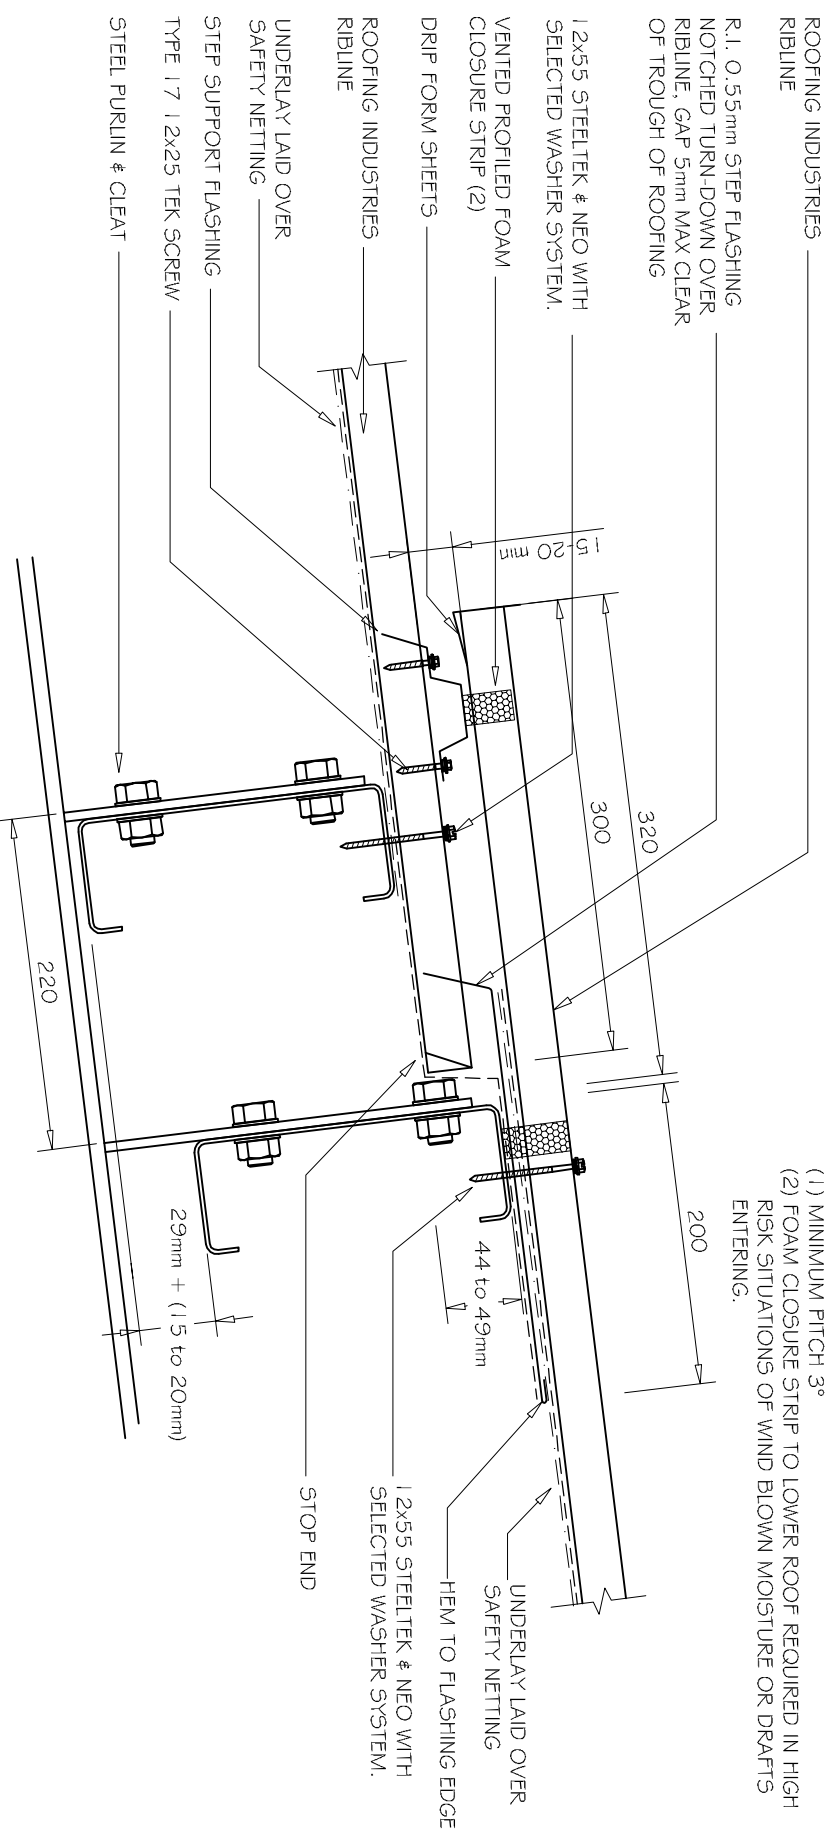 ROOFING INDUSTRIES
RIBLINE
R.I. 0.55mm STEP FLASHING
NOTCHED TURN-DOWN OVER
RIBLINE, GAP 5mm MAX CLEAR
OF TROUGH OF ROOFING
12x55 STEELTEK & NEO WITH
SELECTED WASHER SYSTEM.
VENTED PROFILED FOAM
CLOSURE STRIP (2)
DRIP FORM SHEETS
ROOFING INDUSTRIES
RIBLINE
UNDERLAY LAID OVER
SAFETY NETTING
STEP SUPPORT FLASHING
TYPE 17 12x25 TEK SCREW
STEEL PURLIN & CLEAT
15-20 min
320
300
200
220
44 to 49mm
29mm + (15 to 20mm)
(1) MINIMUM PITCH 3°
(2) FOAM CLOSURE STRIP TO LOWER ROOF REQUIRED IN HIGH
RISK SITUATIONS OF WIND BLOWN MOISTURE OR DRAFTS
ENTERING.
UNDERLAY LAID OVER
SAFETY NETTING
HEM TO FLASHING EDGE
12x55 STEELTEK & NEO WITH
SELECTED WASHER SYSTEM.
STOP END